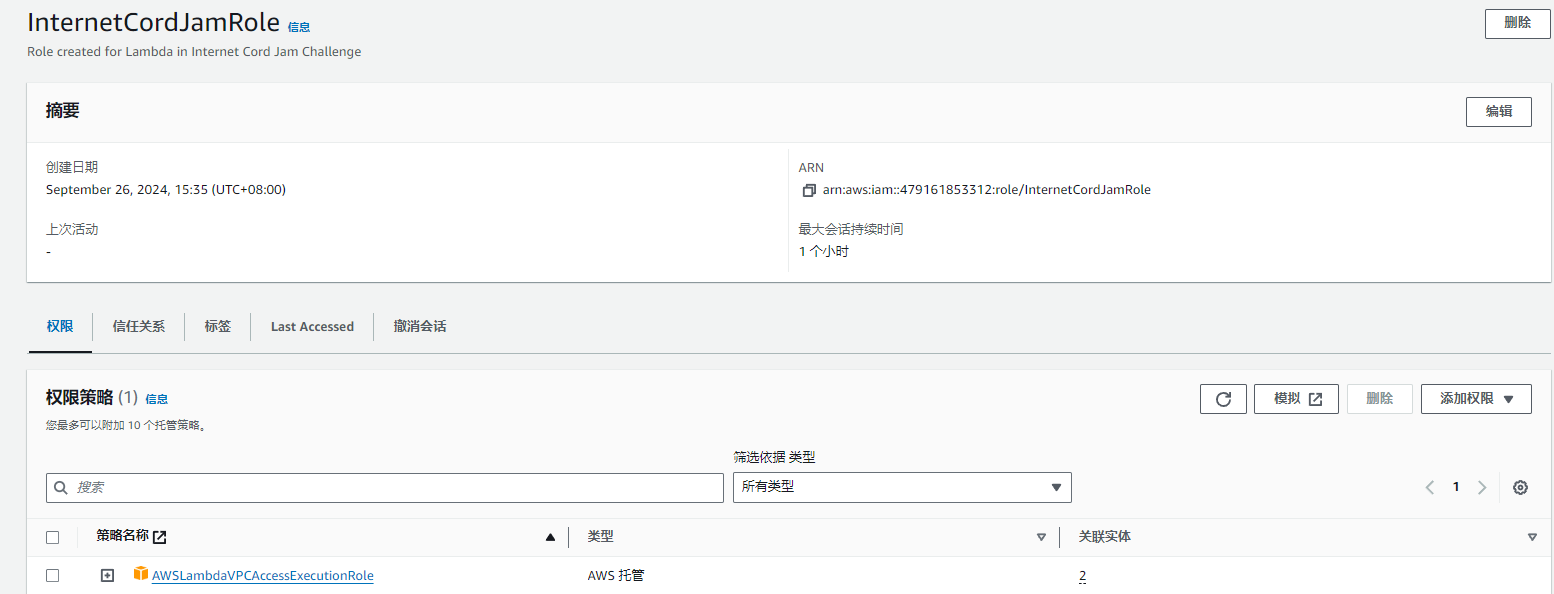 InternetCordJamRole 信息
删除
Role created for Lambda in Internet Cord Jam Challenge
摘要
编辑
创建日期
September 26, 2024, 15:35 (UTC+08:00)
ARN
arn:aws:iam::479161853312:role/InternetCordJamRole
上次活动
-
最大会话持续时间
1 个小时
权限 信任关系 标签 Last Accessed 撤消会话
权限策略 (1) 信息
模拟 删除 添加权限
您最多可以附加 10 个托管策略。
筛选依据 类型
搜索 所有类型 1
策略名称 类型 关联实体
AWSLambdaVPCAccessExecutionRole AWS 托管 2